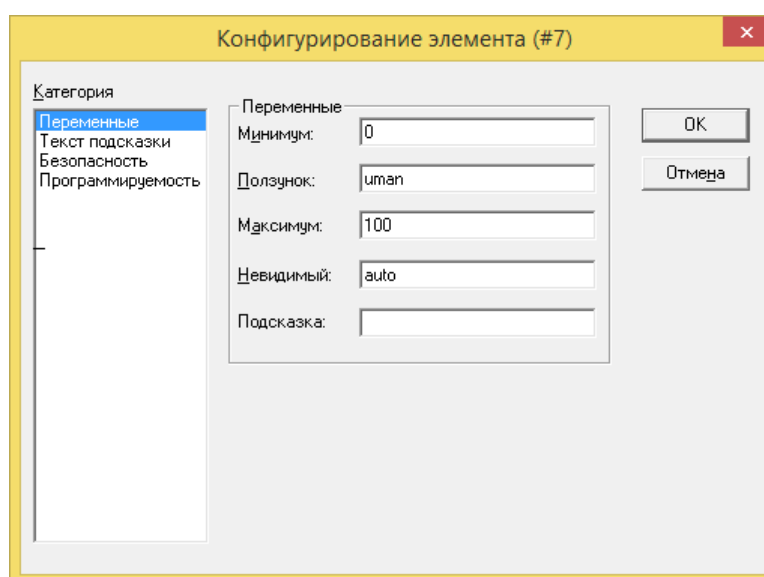 Конфигурирование элемента (#7)
Категория
Переменные
Текст подсказки
Безопасность
Программируемость
Переменные
Минимум: 0
Ползунок: uman
Максимум: 100
Невидимый: auto
Подсказка:
OK
Отмена